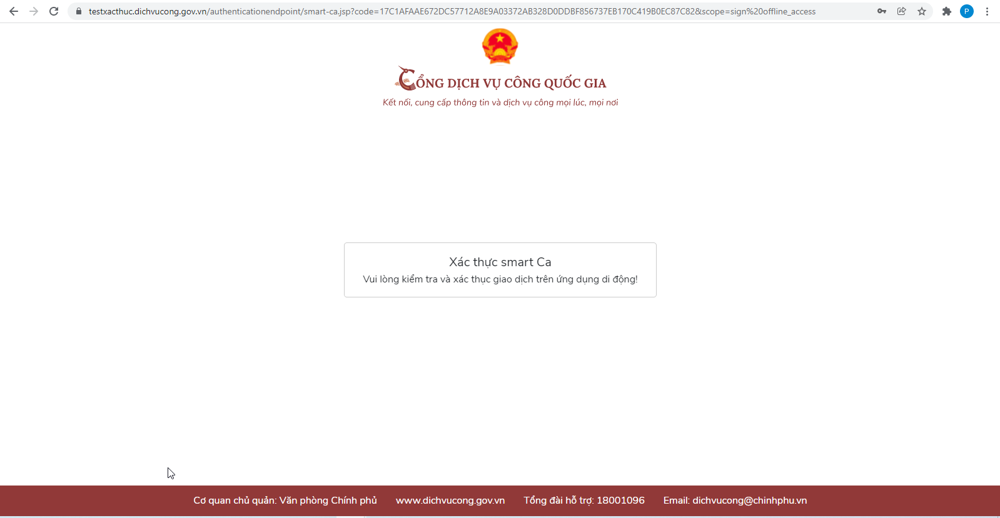 testxacthuc.dichvucong.gov.vn/authenticationendpoint/smart-ca.jsp?code=17C1AFAAE672DC57712A8E9A03372AB328D0DDBF856737EB170C419B0EC87C82&scope=sign%20offline_access
P
CỔNG DỊCH VỤ CÔNG QUỐC GIA
Kết nối, cung cấp thông tin và dịch vụ công mọi lúc, mọi nơi
Xác thực smart Ca
Vui lòng kiểm tra và xác thục giao dịch trên ứng dụng di động!
Cơ quan chủ quản: Văn phòng Chính phủ www.dichvucong.gov.vn Tổng đài hỗ trợ: 18001096 Email: dichvucong@chinhphu.vn